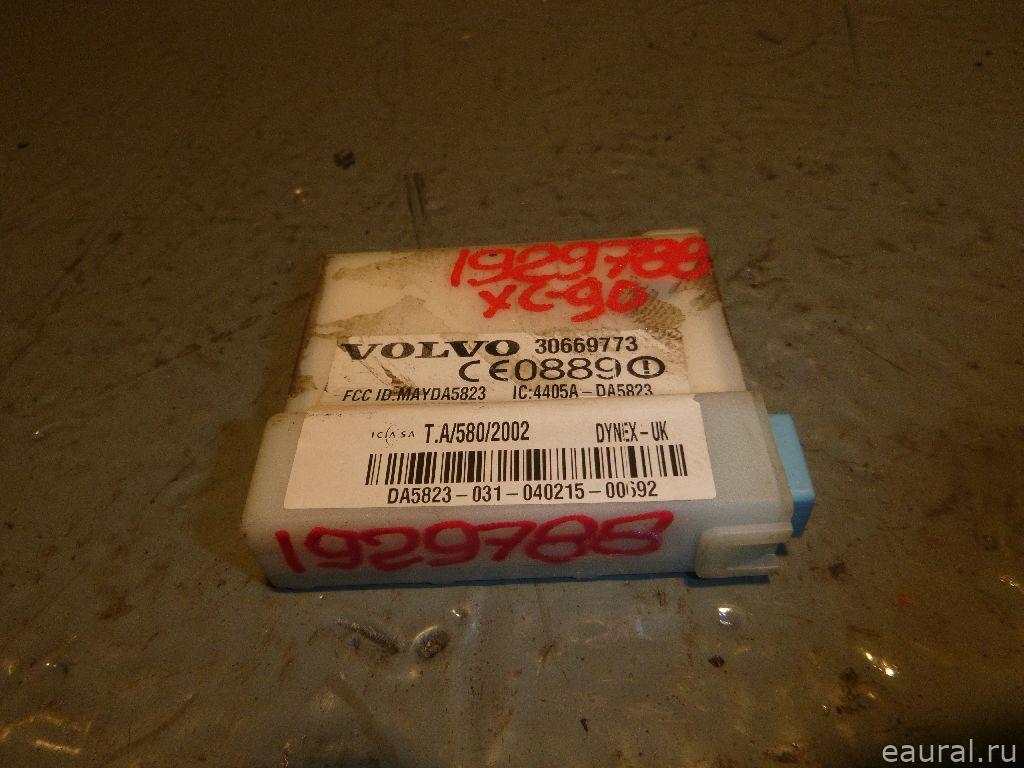 1929788
XC-90
VOLVO 30669773
CE0889
FCC ID:MAYDA5823 IC:4405A-DA5823
ICASA T.A/580/2002 DYNEX-UK
DA5823-031-040215-00692
1929788
eaural.ru